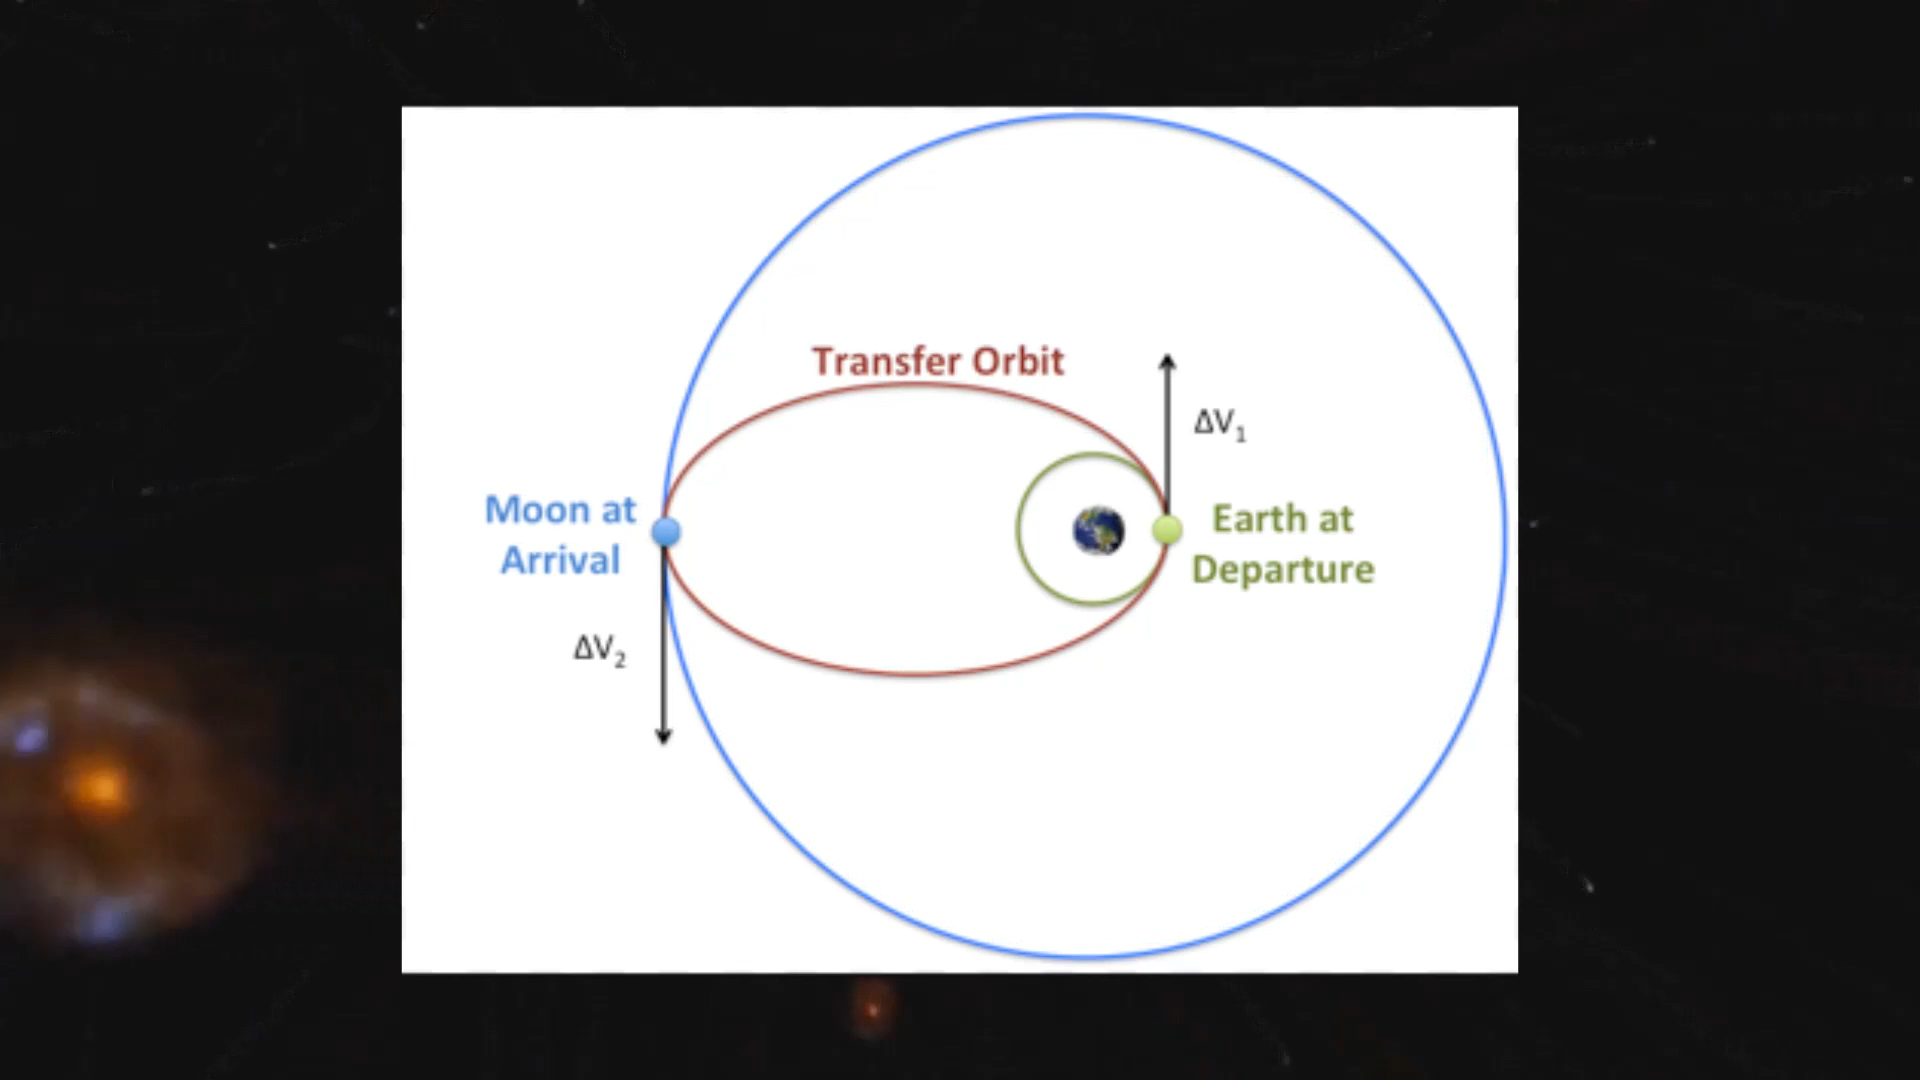 Transfer Orbit
ΔV₁
Moon at
Arrival
Earth at
Departure
ΔV₂